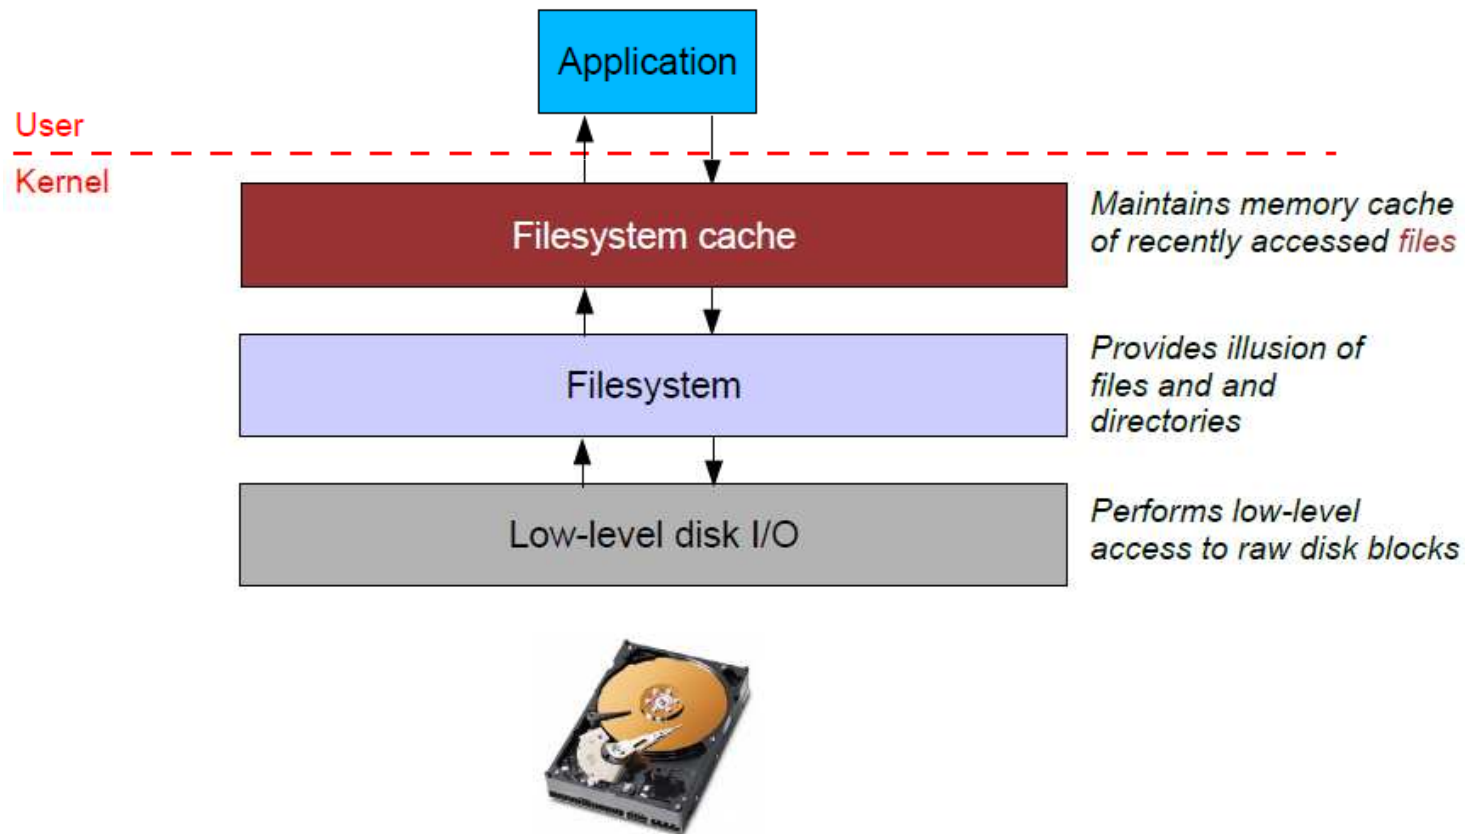 Application
User
Kernel
Filesystem cache
Maintains memory cache
of recently accessed files
Filesystem
Provides illusion of
files and and
directories
Low-level disk I/O
Performs low-level
access to raw disk blocks